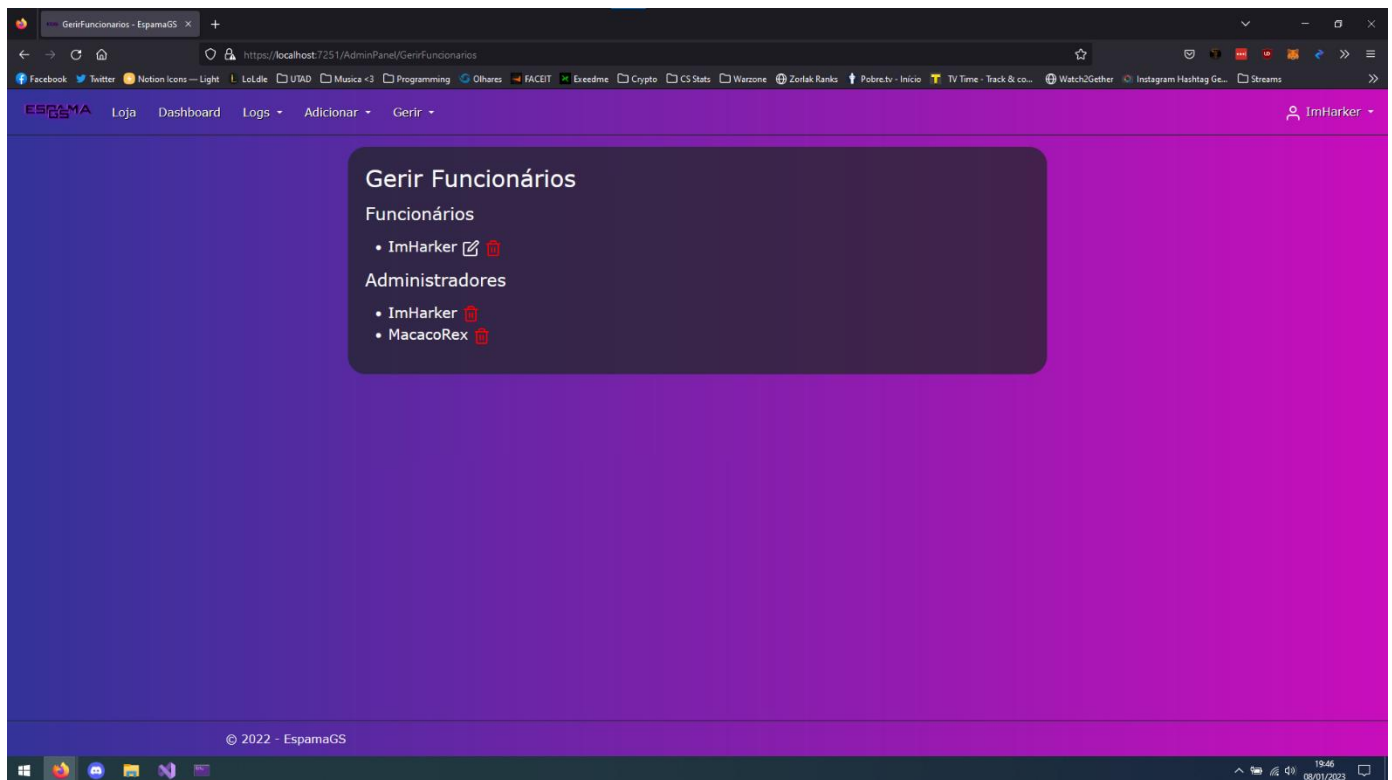 GerirFuncionarios - EspamaGS
https://localhost:7251/AdminPanel/GerirFuncionarios
Facebook Twitter Notion Icons — Light LoLdle UTAD Musica <3 Programming Olhares FACEIT Exeedme Crypto CS Stats Warzone Zorlak Ranks Pobre.tv - Início TV Time - Track & co... Watch2Gether Instagram Hashtag Ge... Streams
ESPAMA GS Loja Dashboard Logs Adicionar Gerir ImHarker
Gerir Funcionários
Funcionários
• ImHarker
Administradores
• ImHarker
• MacacoRex
© 2022 - EspamaGS
19:46
08/01/2023